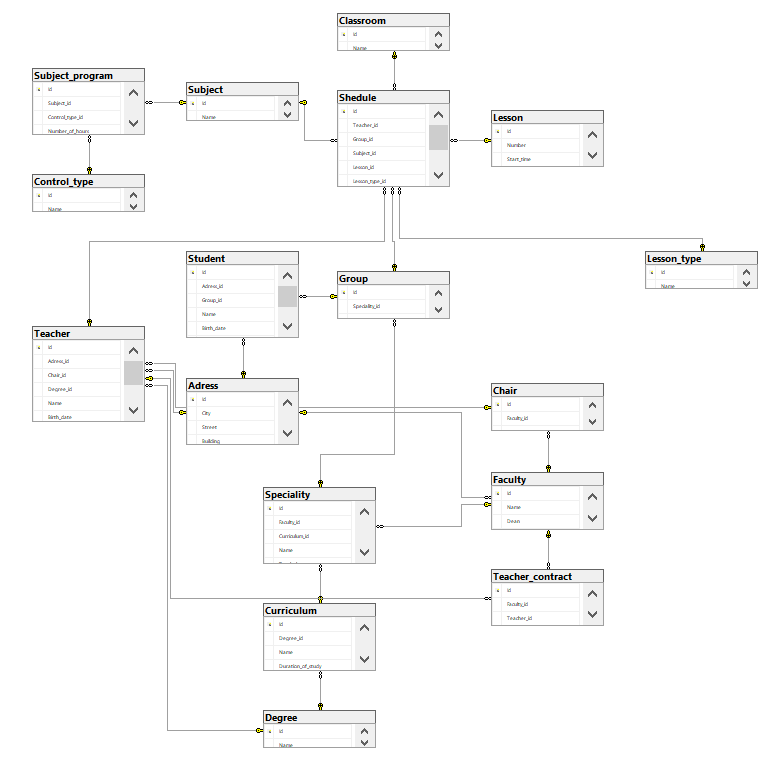 Classroom
id
Name
Subject_program
id
Subject_id
Control_type_id
Number_of_hours
Subject
id
Name
Shedule
id
Teacher_id
Group_id
Subject_id
Lesson_id
Lesson_type_id
Lesson
id
Number
Start_time
Control_type
id
Name
Student
id
Adress_id
Group_id
Name
Birth_date
Group
id
Speciality_id
Lesson_type
id
Name
Teacher
id
Adress_id
Chair_id
Degree_id
Name
Birth_date
Adress
id
City
Street
Building
Chair
id
Faculty_id
Speciality
id
Faculty_id
Curriculum_id
Name
Faculty
id
Name
Dean
Teacher_contract
id
Faculty_id
Teacher_id
Curriculum
id
Degree_id
Name
Duration_of_study
Degree
id
Name